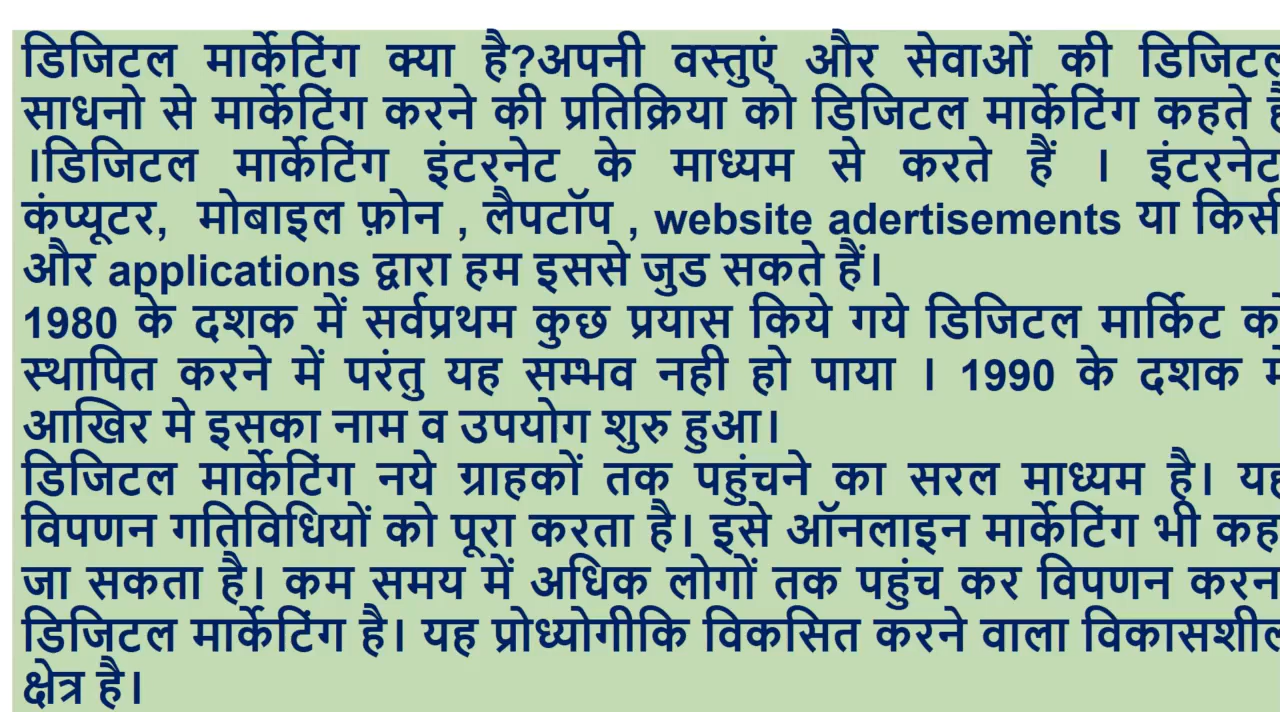 डिजिटल मार्केटिंग क्या है?अपनी वस्तुएं और सेवाओं की डिजिटल
साधनो से मार्केटिंग करने की प्रतिक्रिया को डिजिटल मार्केटिंग कहते हैं
।डिजिटल मार्केटिंग इंटरनेट के माध्यम से करते हैं । इंटरनेट
कंप्यूटर, मोबाइल फ़ोन , लैपटॉप , website adertisements या किसी
और applications द्वारा हम इससे जुड सकते हैं।
1980 के दशक में सर्वप्रथम कुछ प्रयास किये गये डिजिटल मार्किट को
स्थापित करने में परंतु यह सम्भव नही हो पाया । 1990 के दशक मे
आखिर मे इसका नाम व उपयोग शुरु हुआ।
डिजिटल मार्केटिंग नये ग्राहकों तक पहुंचने का सरल माध्यम है। यह
विपणन गतिविधियों को पूरा करता है। इसे ऑनलाइन मार्केटिंग भी कहा
जा सकता है। कम समय में अधिक लोगों तक पहुंच कर विपणन करना
डिजिटल मार्केटिंग है। यह प्रोध्योगीकि विकसित करने वाला विकासशील
क्षेत्र है।